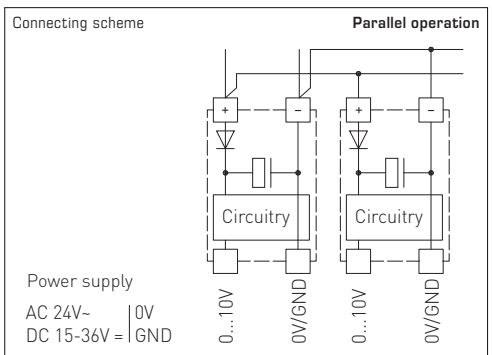 Connecting scheme
Parallel operation
+
–
+
–
Circuitry
Circuitry
Power supply
AC 24V~ | 0V
DC 15-36V = | GND
0...10V
0V/GND
0...10V
0V/GND